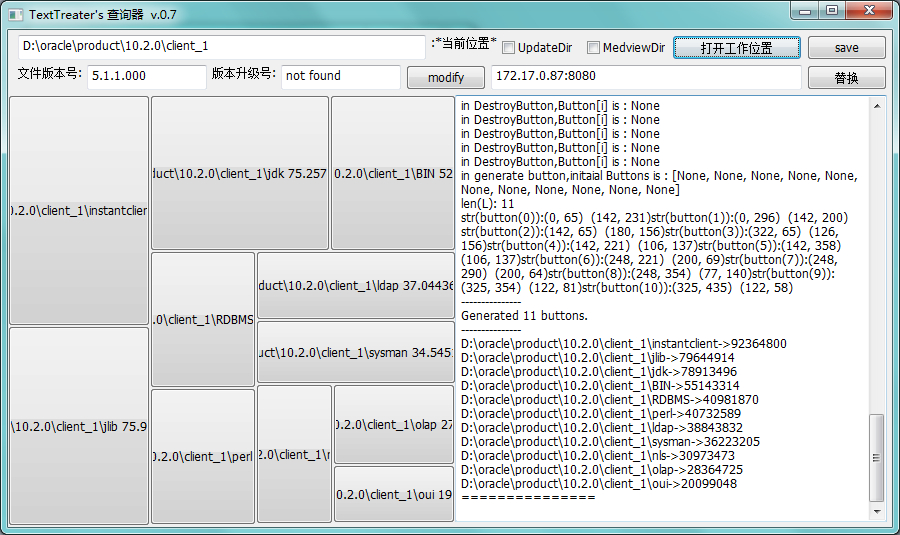 TextTreater's 查询器 v.0.7
D:\oracle\product\10.2.0\client_1
:*当前位置*
UpdateDir
MedviewDir
打开工作位置
save
文件版本号:
5.1.1.000
版本升级号:
not found
modify
172.17.0.87:8080
替换
0.2.0\client_1\instantclien
duct\10.2.0\client_1\jdk 75.257
0.2.0\client_1\BIN 52
.0\client_1\RDBMS
duct\10.2.0\client_1\ldap 37.04436
uct\10.2.0\client_1\sysman 34.545
\10.2.0\client_1\jlib 75.9
0.2.0\client_1\perl
2.0\client_1\n
0.2.0\client_1\olap 27
0.2.0\client_1\oui 19
in DestroyButton,Button[i] is : None
in DestroyButton,Button[i] is : None
in DestroyButton,Button[i] is : None
in DestroyButton,Button[i] is : None
in DestroyButton,Button[i] is : None
in generate button,initaial Buttons is : [None, None, None, None, None,
None, None, None, None, None, None]
len(L): 11
str(button(0)):(0, 65)  (142, 231)str(button(1)):(0, 296)  (142, 200)
str(button(2)):(142, 65)  (180, 156)str(button(3)):(322, 65)  (126,
156)str(button(4)):(142, 221)  (106, 137)str(button(5)):(142, 358)
(106, 137)str(button(6)):(248, 221)  (200, 69)str(button(7)):(248,
290)  (200, 64)str(button(8)):(248, 354)  (77, 140)str(button(9)):
(325, 354)  (122, 81)str(button(10)):(325, 435)  (122, 58)
---------------
Generated 11 buttons.
---------------
D:\oracle\product\10.2.0\client_1\instantclient->92364800
D:\oracle\product\10.2.0\client_1\jlib->79644914
D:\oracle\product\10.2.0\client_1\jdk->78913496
D:\oracle\product\10.2.0\client_1\BIN->55143314
D:\oracle\product\10.2.0\client_1\RDBMS->40981870
D:\oracle\product\10.2.0\client_1\perl->40732589
D:\oracle\product\10.2.0\client_1\ldap->38843832
D:\oracle\product\10.2.0\client_1\sysman->36223205
D:\oracle\product\10.2.0\client_1\nls->30973473
D:\oracle\product\10.2.0\client_1\olap->28364725
D:\oracle\product\10.2.0\client_1\oui->20099048
===============